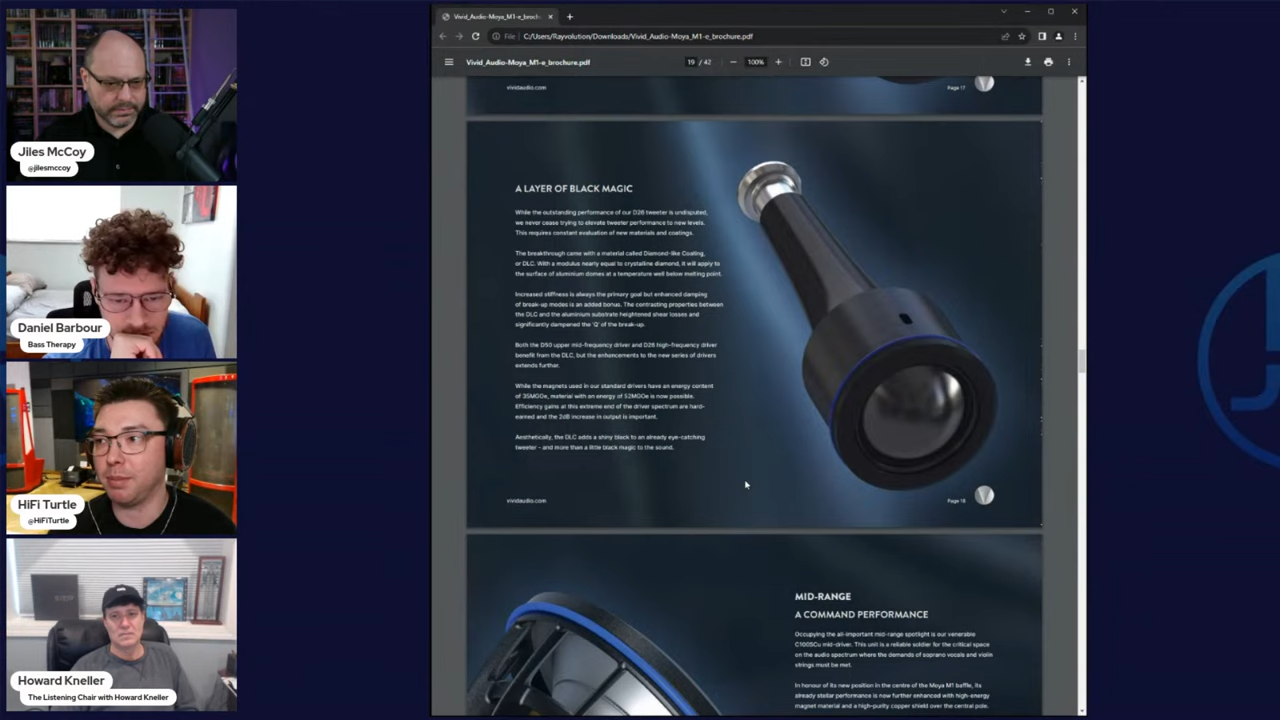 Jiles McCoy
@jilesmccoy
Daniel Barbour
Bass Therapy
HiFi Turtle
@HiFiTurtle
Howard Kneller
The Listening Chair with Howard Kneller
Vivid_Audio-Moya_M1-e_broch
File
C:/Users/Rayvolution/Downloads/Vivid_Audio-Moya_M1-e_brochure.pdf
Vivid_Audio-Moya_M1-e_brochure.pdf
19 / 42
100%
vividaudio.com
Page 17
A LAYER OF BLACK MAGIC
While the outstanding performance of our D26 tweeter is undisputed,
we never cease trying to elevate tweeter performance to new levels.
This requires constant evaluation of new materials and coatings.
The breakthrough came with a material called Diamond-like Coating,
or DLC. With a modulus nearly equal to crystalline diamond, it will apply to
the surface of aluminium domes at a temperature well below melting point.
Increased stiffness is always the primary goal but enhanced damping
of break-up modes is an added bonus. The contrasting properties between
the DLC and the aluminium substrate heightened shear losses and
significantly dampened the 'Q' of the break-up.
Both the D50 upper mid-frequency driver and D26 high-frequency driver
benefit from the DLC, but the enhancements to the new series of drivers
extends further.
While the magnets used in our standard drivers have an energy content
of 35MGOe, material with an energy of 52MGOe is now possible.
Efficiency gains at this extreme end of the driver spectrum are hard-
earned and the 2dB increase in output is important.
Aesthetically, the DLC adds a shiny black to an already eye-catching
tweeter - and more than a little black magic to the sound.
vividaudio.com
Page 18
MID-RANGE
A COMMAND PERFORMANCE
Occupying the all-important mid-range spotlight is our venerable
C100SCu mid-driver. This unit is a reliable soldier for the critical space
on the audio spectrum where the demands of soprano vocals and violin
strings must be met.
In honour of its new position in the centre of the Moya M1 baffle, its
already stellar performance is now further enhanced with high-energy
magnet material and a high-purity copper shield over the central pole.